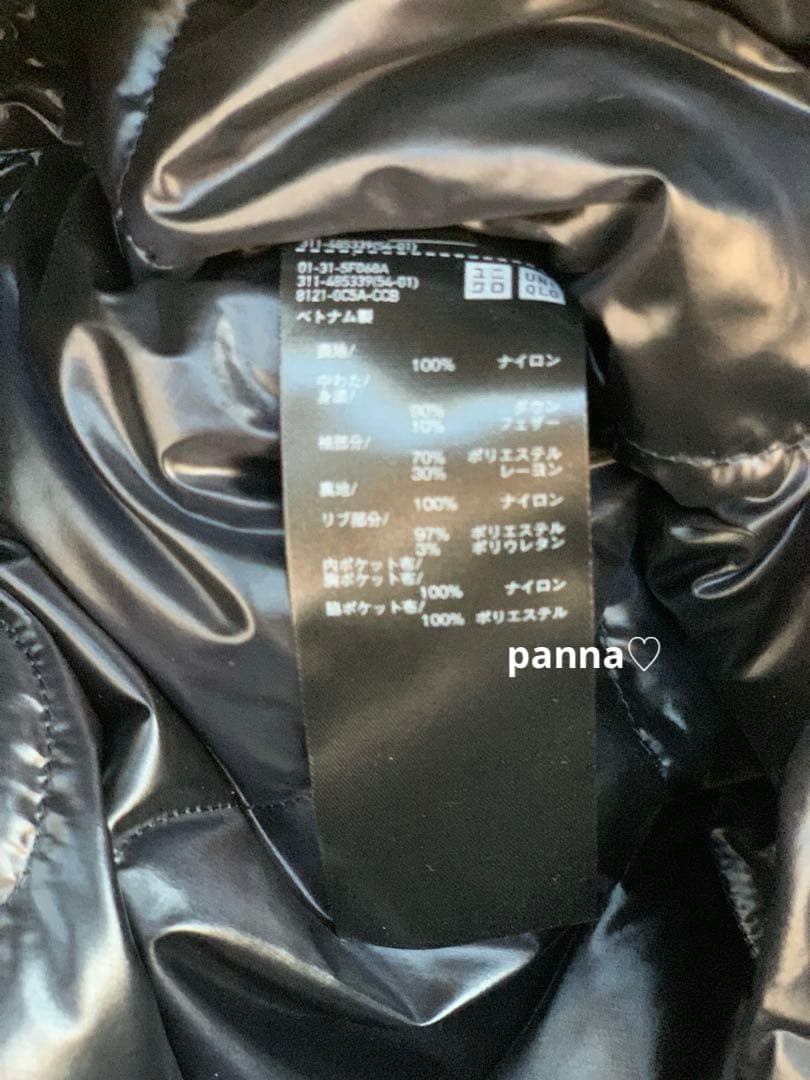 311-485339(54-01)
01-31-5F068A
311-485339(54-01)
8121-0C5A-CCB
ユニクロ
UNIQLO
ベトナム製
表地/
100% ナイロン
中わた/
身頃/
90% ダウン
10% フェザー
袖部分/
70% ポリエステル
30% レーヨン
裏地/
100% ナイロン
リブ部分/
97% ポリエステル
3% ポリウレタン
内ポケット布/
胸ポケット布/
100% ナイロン
脇ポケット布/
100% ポリエステル
panna♡